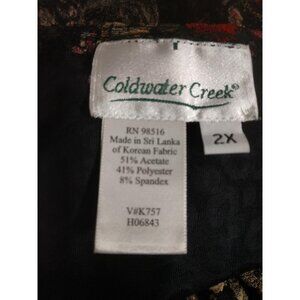 Coldwater Creek®
2X
RN 98516
Made in Sri Lanka
of Korean Fabric
51% Acetate
41% Polyester
8% Spandex
V#K757
H06843